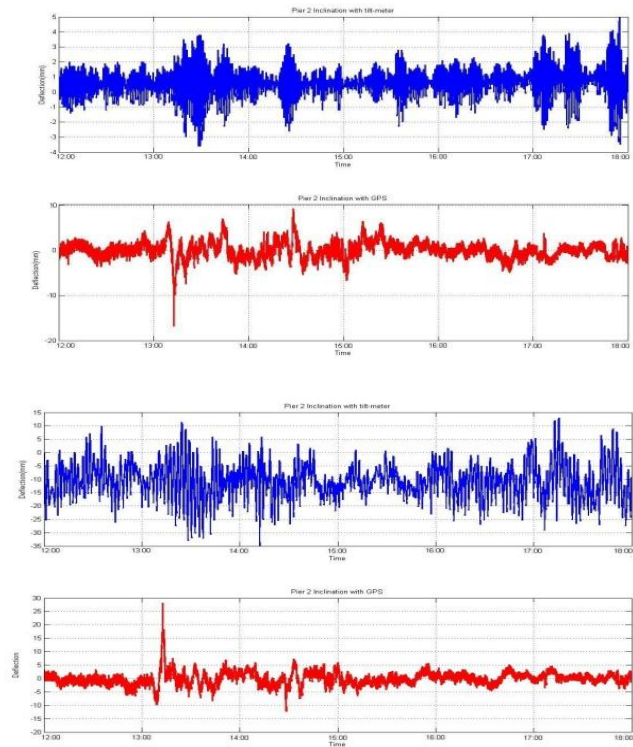 Pier 2 Inclination with tilt-meter
5
4
3
2
1
0
-1
-2
-3
-4
Deflection(mm)
12:00 13:00 14:00 15:00 16:00 17:00 18:00
Time
Pier 2 Inclination with GPS
10
0
-10
-20
Deflection(mm)
12:00 13:00 14:00 15:00 16:00 17:00 18:00
Time
Pier 2 Inclination with tilt-meter
15
10
5
0
-5
-10
-15
-20
-25
-30
-35
Deflection(mm)
12:00 13:00 14:00 15:00 16:00 17:00 18:00
Time
Pier 2 Inclination with GPS
30
25
20
15
10
5
0
-5
-10
-15
-20
Deflection
12:00 13:00 14:00 15:00 16:00 17:00 18:00
Time